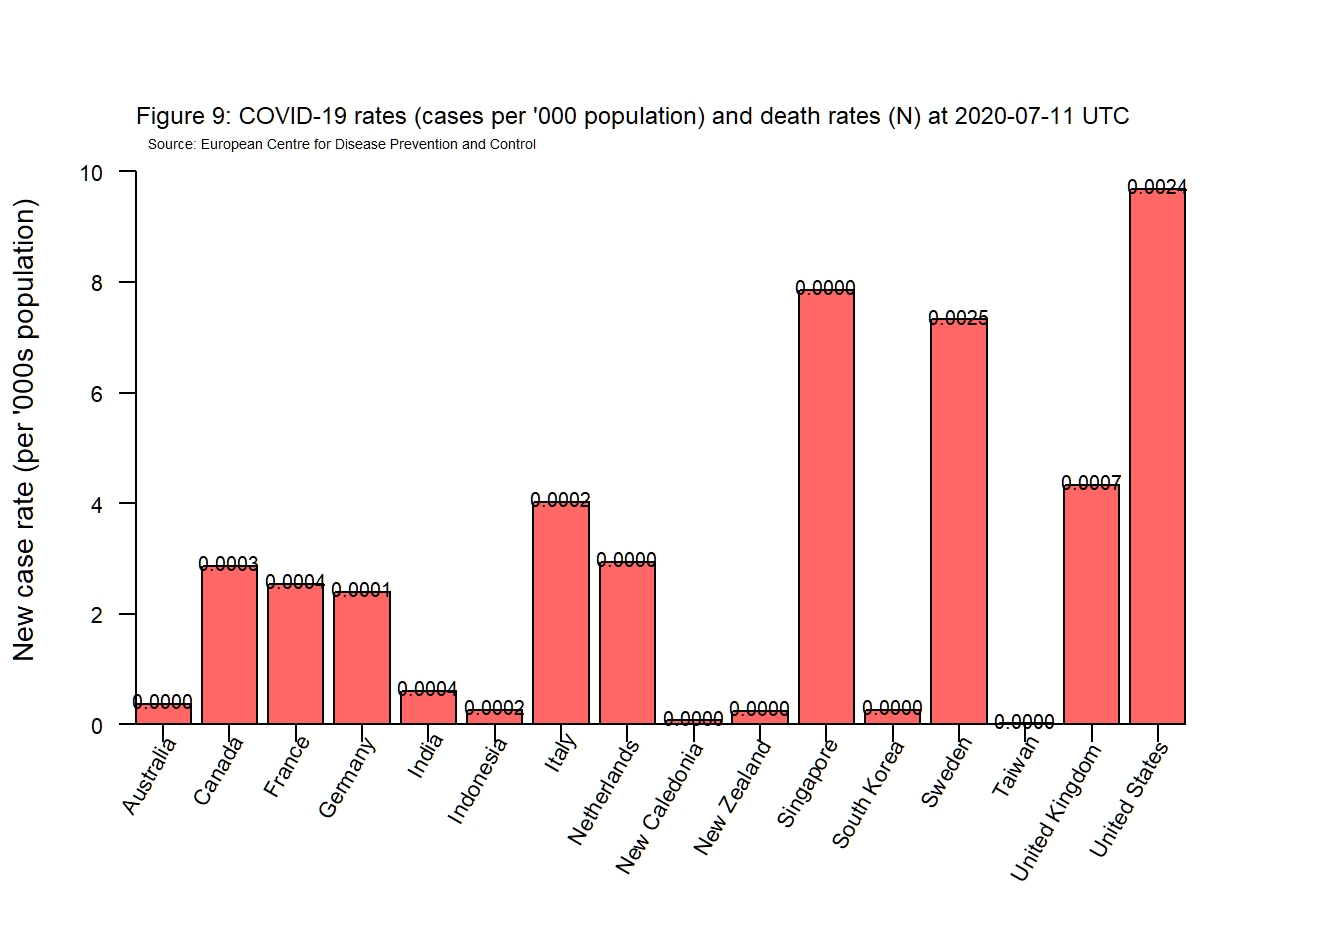 Figure 9: COVID-19 rates (cases per '000 population) and death rates (N) at 2020-07-11 UTC
Source: European Centre for Disease Prevention and Control
New case rate (per '000s population)
10
8
6
4
2
0
0.0000
0.0003
0.0004
0.0001
0.0004
0.0002
0.0002
0.0000
0.0000
0.0000
0.0000
0.0000
0.0025
0.0000
0.0007
0.0024
Australia
Canada
France
Germany
India
Indonesia
Italy
Netherlands
New Caledonia
New Zealand
Singapore
South Korea
Sweden
Taiwan
United Kingdom
United States